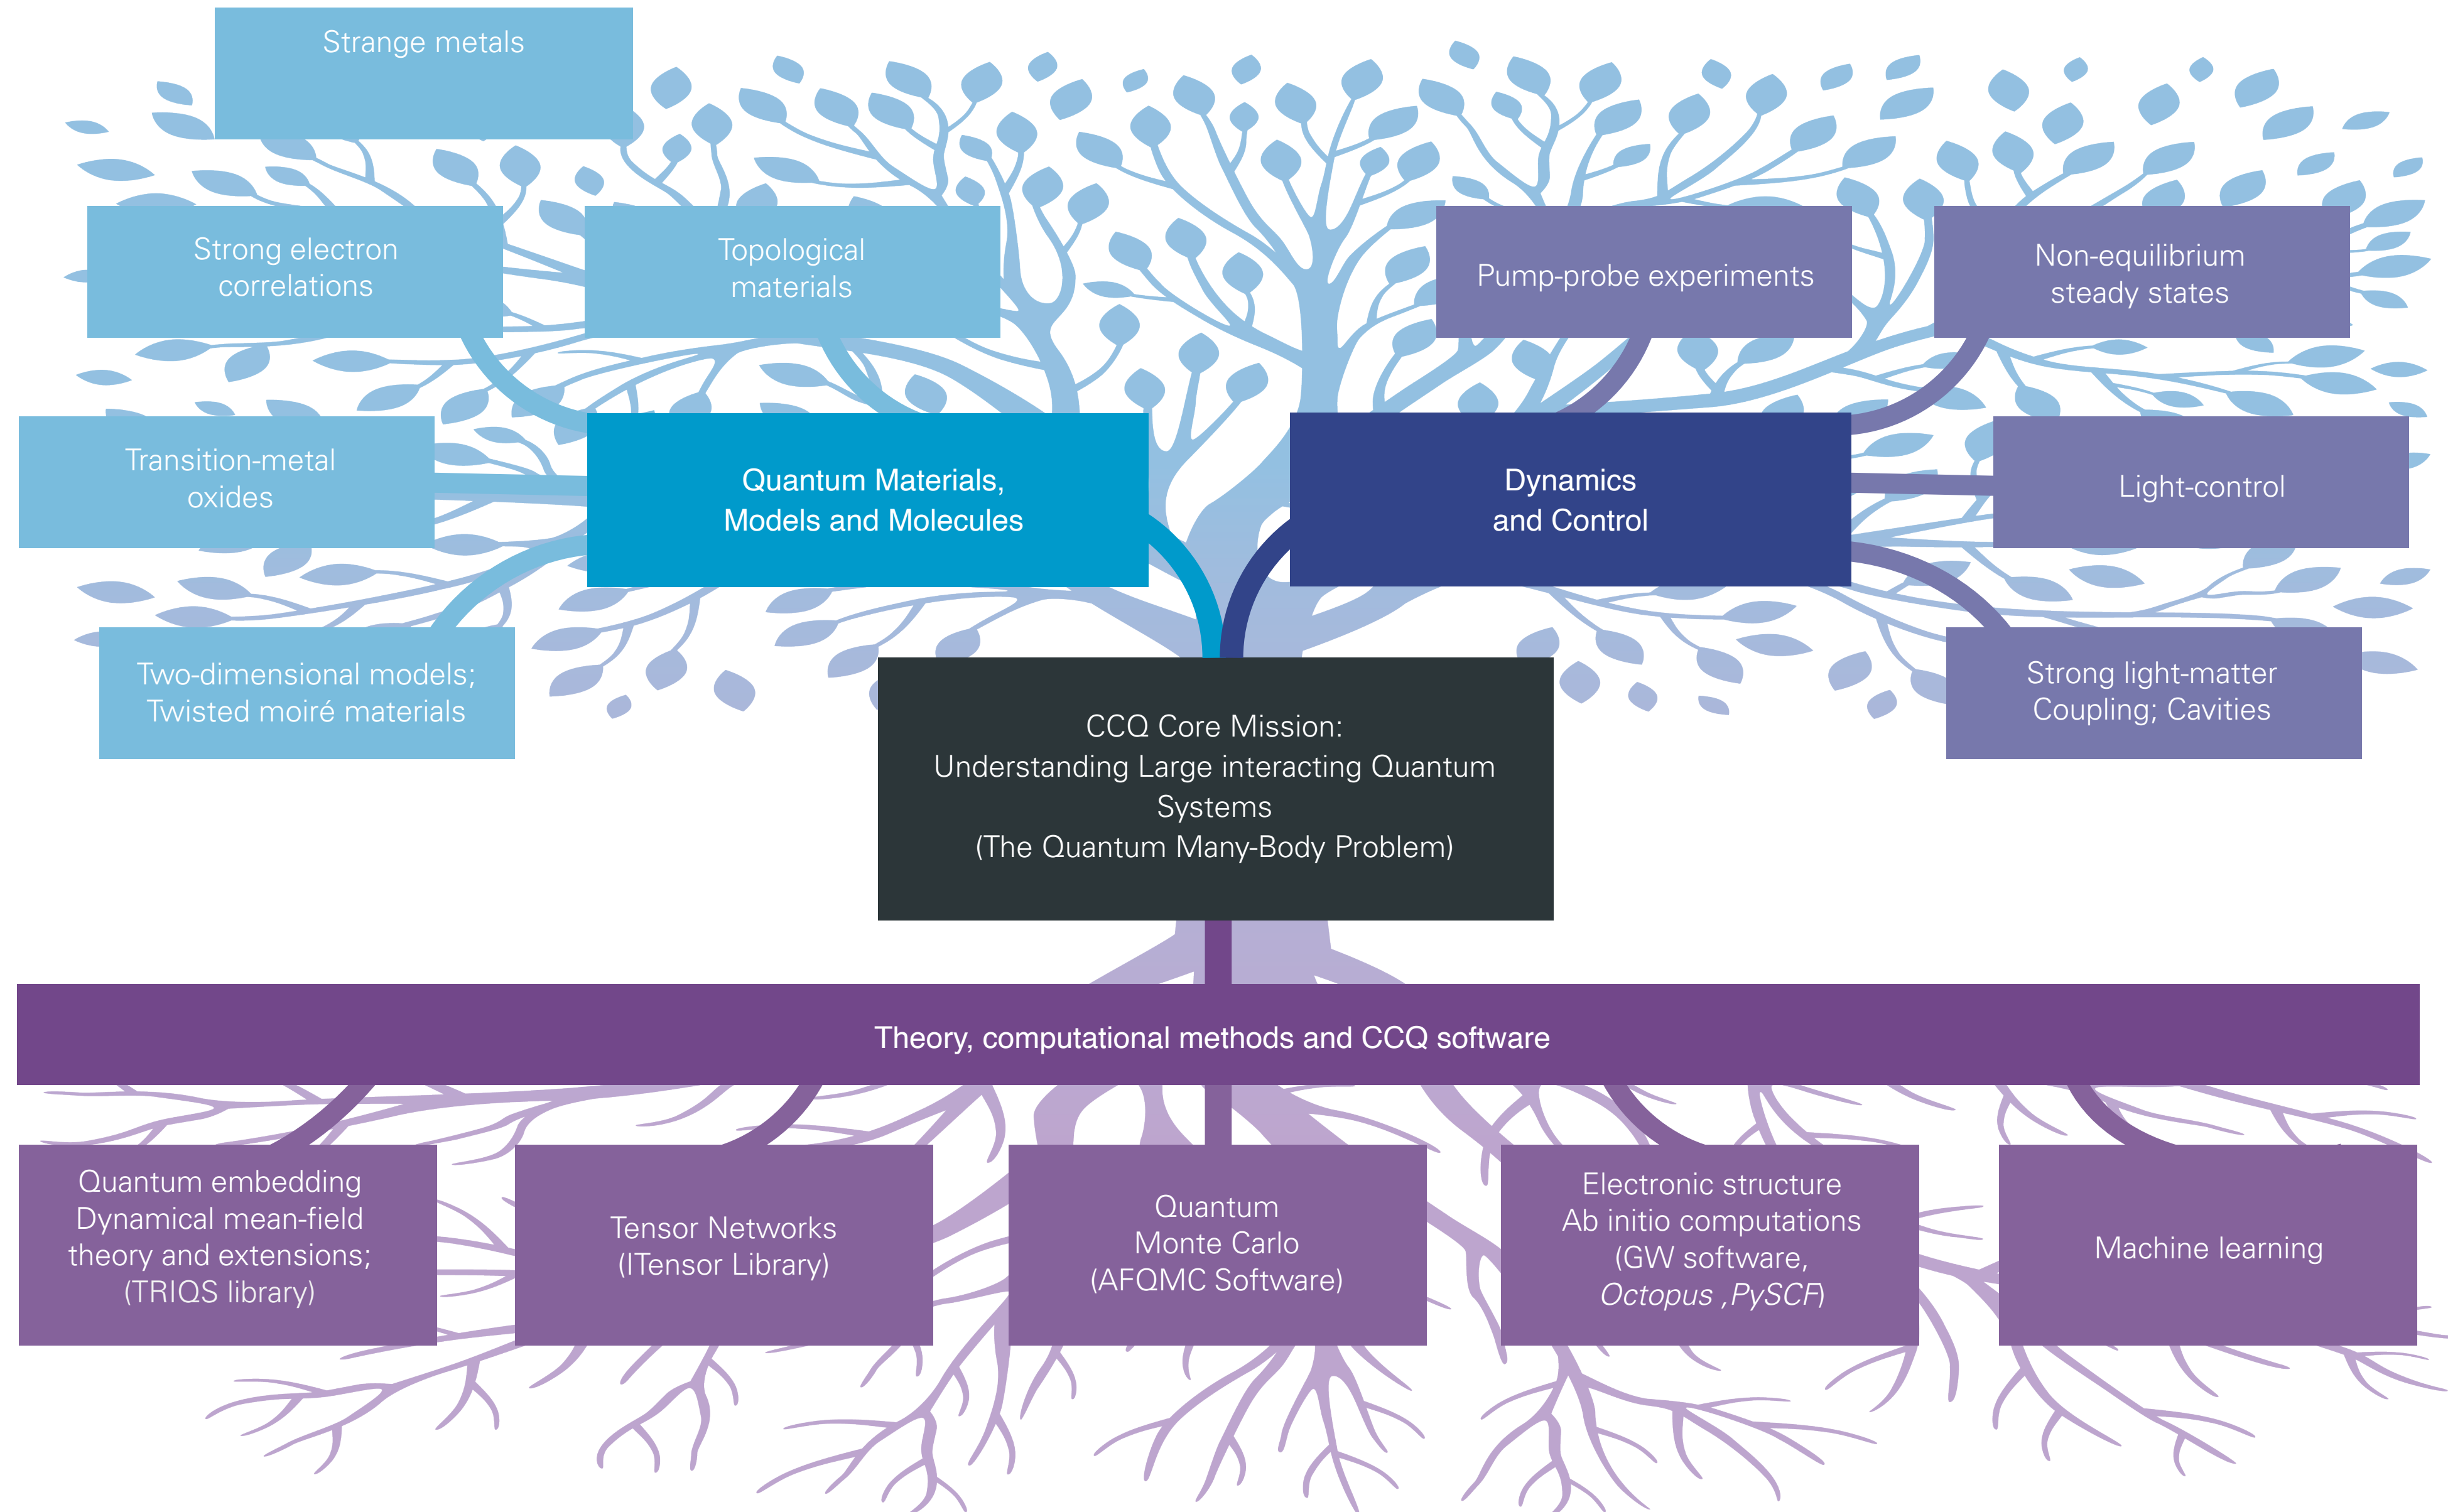 Strange metals
Strong electron
correlations
Topological
materials
Pump-probe experiments
Non-equilibrium
steady states
Transition-metal
oxides
Quantum Materials,
Models and Molecules
Dynamics
and Control
Light-control
Two-dimensional models;
Twisted moiré materials
Strong light-matter
Coupling; Cavities
CCQ Core Mission:
Understanding Large interacting Quantum
Systems
(The Quantum Many-Body Problem)
Theory, computational methods and CCQ software
Quantum embedding
Dynamical mean-field
theory and extensions;
(TRIQS library)
Tensor Networks
(ITensor Library)
Quantum
Monte Carlo
(AFQMC Software)
Electronic structure
Ab initio computations
(GW software,
Octopus ,PySCF)
Machine learning